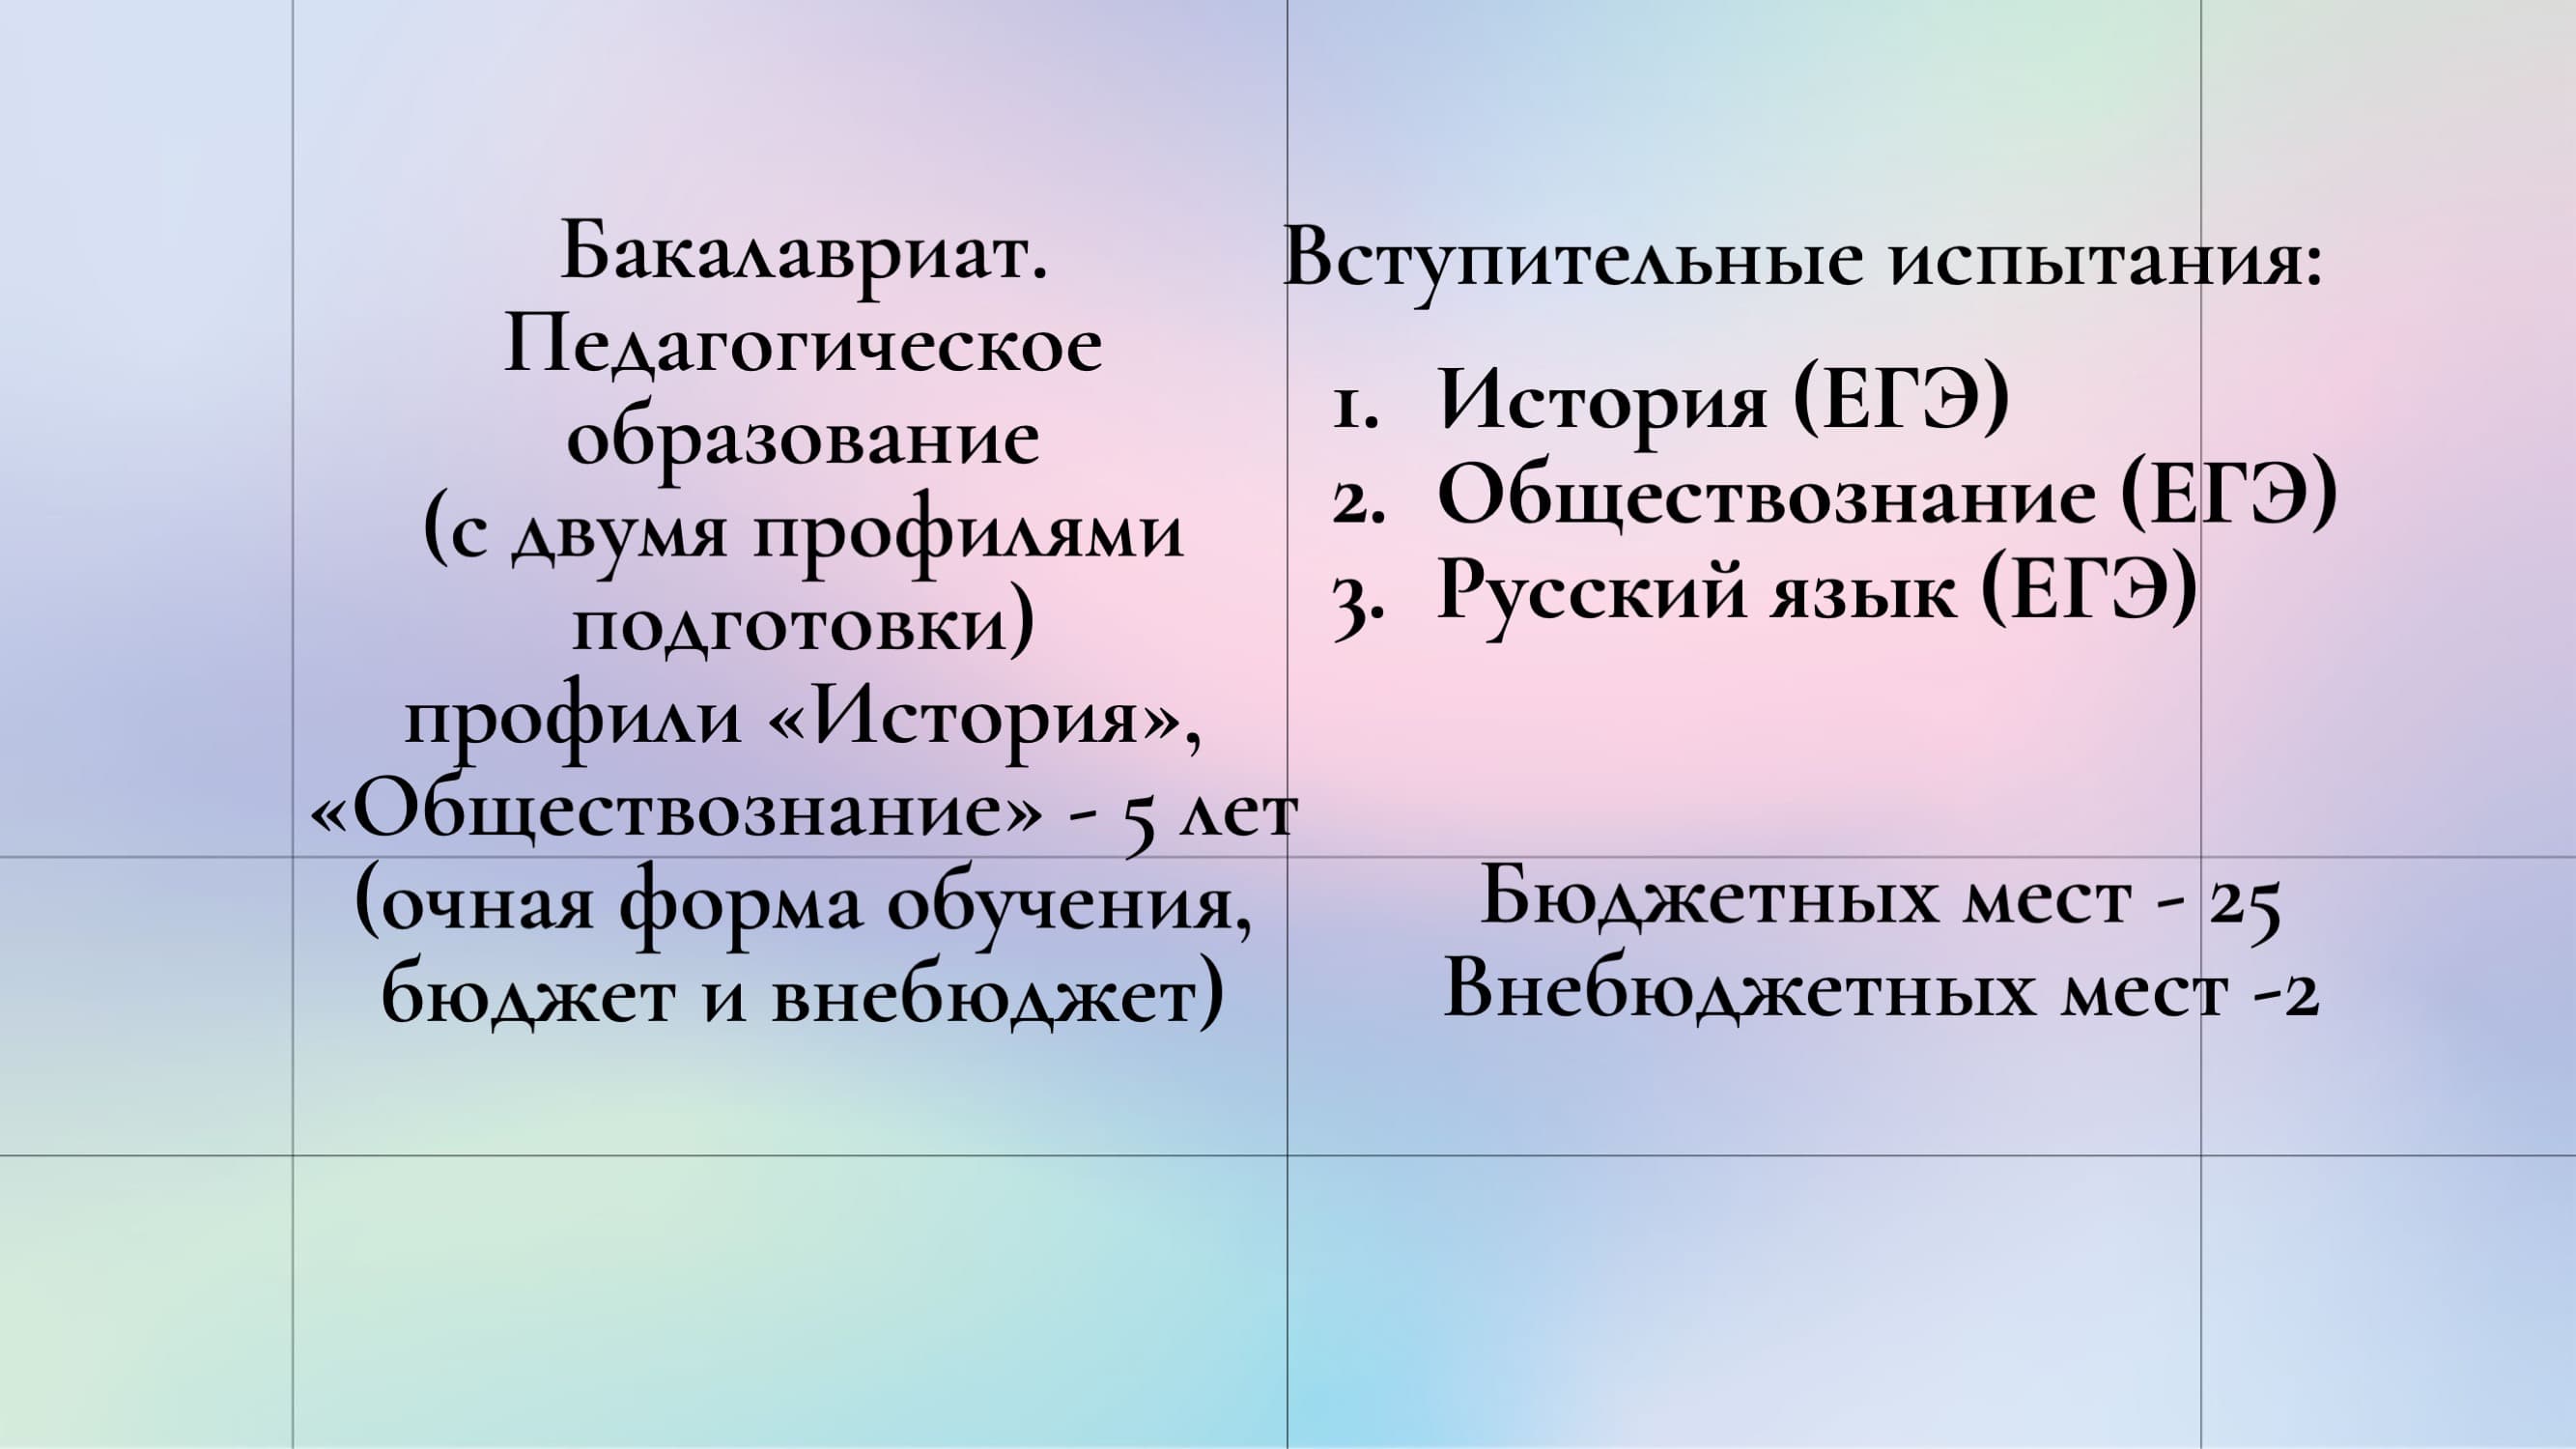 Бакалавриат.
Педагогическое
образование
(с двумя профилями
подготовки)
профили «История»,
«Обществознание» - 5 лет
(очная форма обучения,
бюджет и внебюджет)
Вступительные испытания:
1. История (ЕГЭ)
2. Обществознание (ЕГЭ)
3. Русский язык (ЕГЭ)
Бюджетных мест - 25
Внебюджетных мест -2